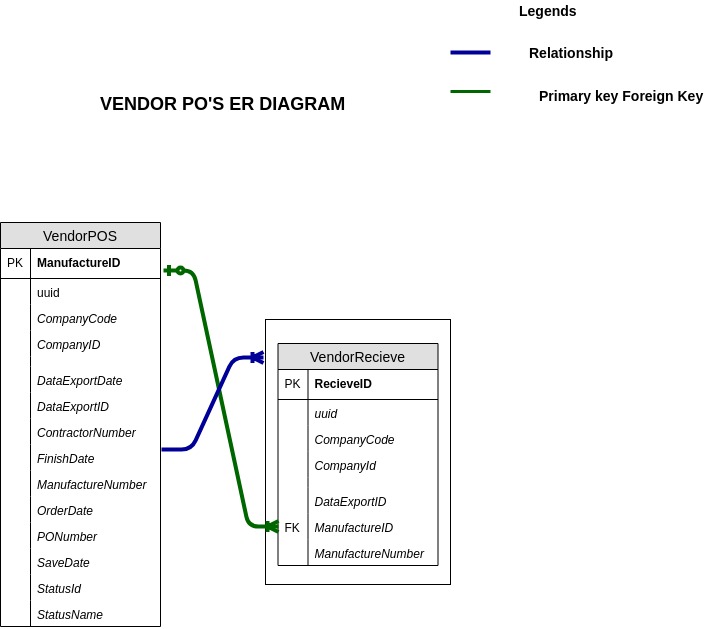 Legends
Relationship
Primary key Foreign Key
VENDOR PO'S ER DIAGRAM
VendorPOS
PK ManufactureID
uuid
CompanyCode
CompanyID
DataExportDate
DataExportID
ContractorNumber
FinishDate
ManufactureNumber
OrderDate
PONumber
SaveDate
StatusId
StatusName
VendorRecieve
PK RecieveID
uuid
CompanyCode
CompanyId
DataExportID
FK ManufactureID
ManufactureNumber